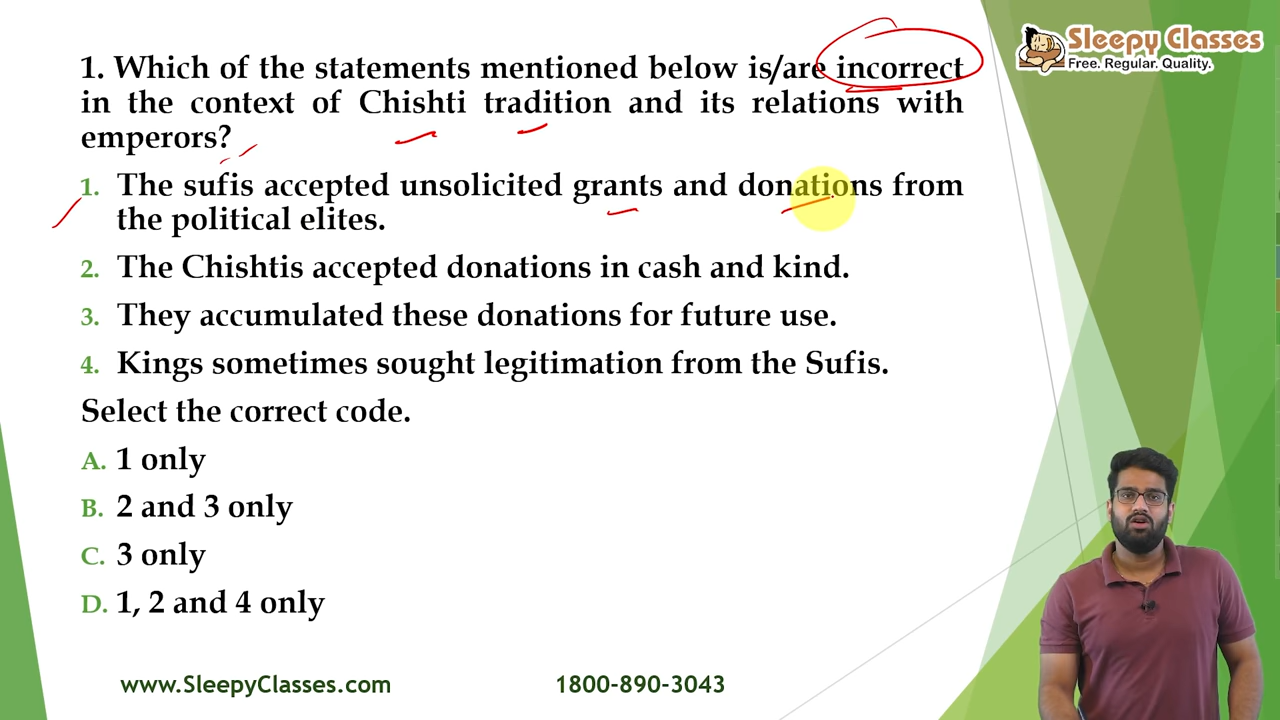 Sleepy Classes
Free. Regular. Quality.
1. Which of the statements mentioned below is/are incorrect
in the context of Chishti tradition and its relations with
emperors?
1. The sufis accepted unsolicited grants and donations from
the political elites.
2. The Chishtis accepted donations in cash and kind.
3. They accumulated these donations for future use.
4. Kings sometimes sought legitimation from the Sufis.
Select the correct code.
A. 1 only
B. 2 and 3 only
C. 3 only
D. 1, 2 and 4 only
www.SleepyClasses.com 1800-890-3043